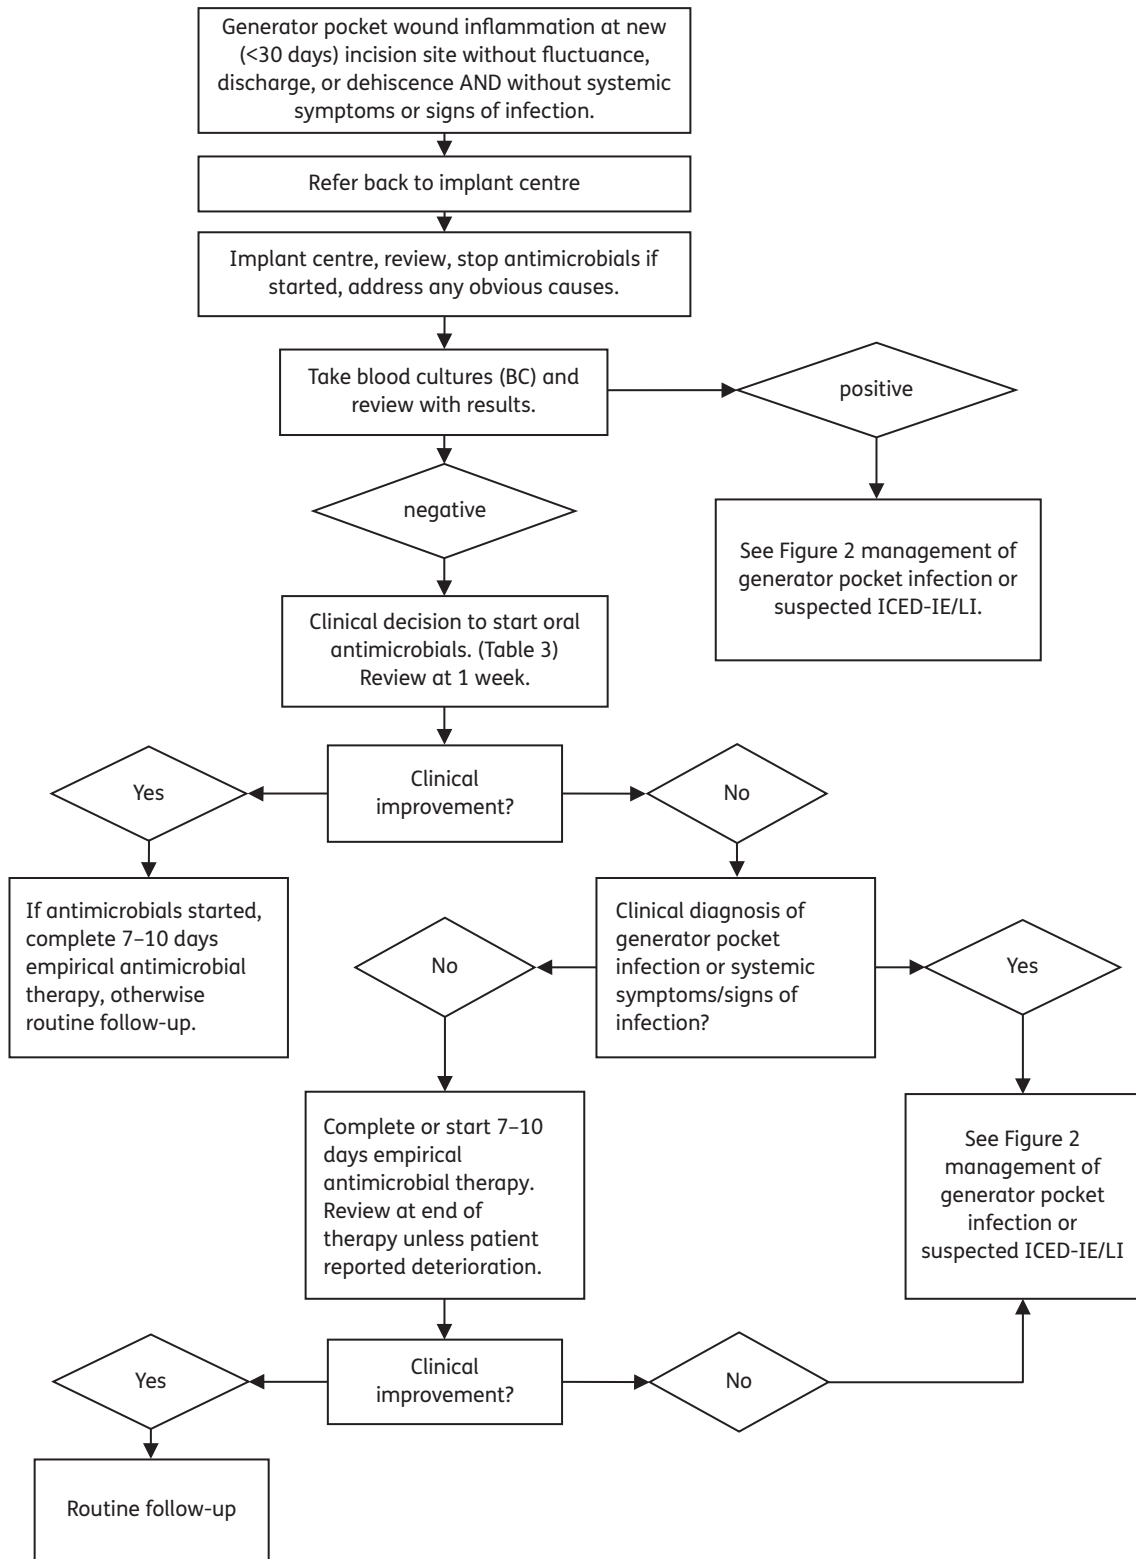 Generator pocket wound inflammation at new
(<30 days) incision site without fluctuance,
discharge, or dehiscence AND without systemic
symptoms or signs of infection.
Refer back to implant centre
Implant centre, review, stop antimicrobials if
started, address any obvious causes.
Take blood cultures (BC) and
review with results.
positive
negative
See Figure 2 management of
generator pocket infection or
suspected ICED-IE/LI.
Clinical decision to start oral
antimicrobials. (Table 3)
Review at 1 week.
Clinical
improvement?
Yes
No
If antimicrobials started,
complete 7–10 days
empirical antimicrobial
therapy, otherwise
routine follow-up.
Clinical diagnosis of
generator pocket
infection or systemic
symptoms/signs of
infection?
No
Yes
Complete or start 7–10
days empirical
antimicrobial therapy.
Review at end of
therapy unless patient
reported deterioration.
See Figure 2
management of
generator pocket
infection or
suspected ICED-IE/LI
Clinical
improvement?
Yes
No
Routine follow-up